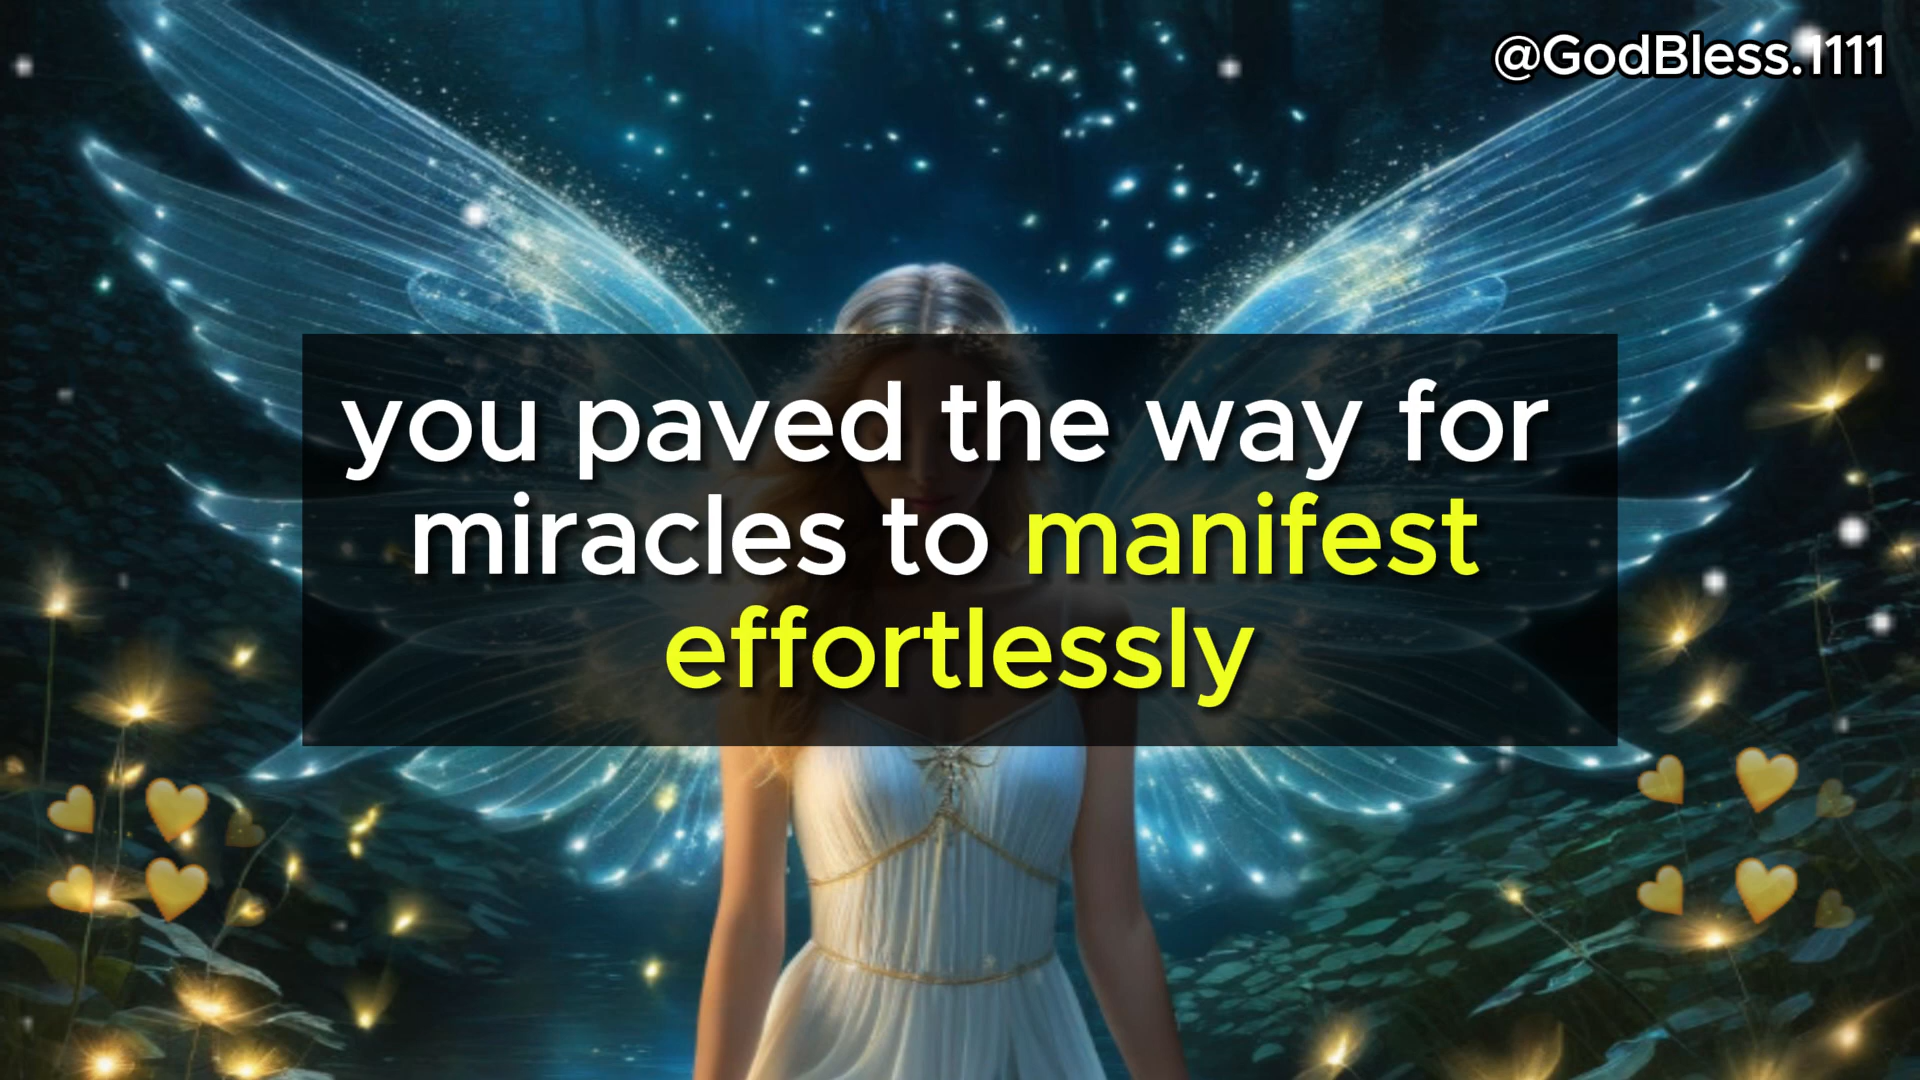 @GodBless.1111
you paved the way for
miracles to manifest
effortlessly